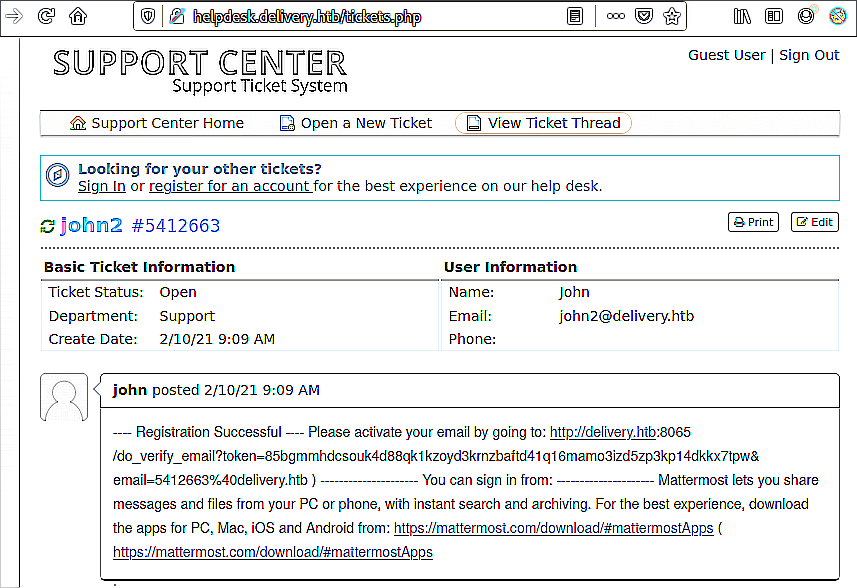 helpdesk.delivery.htb/tickets.php
SUPPORT CENTER
Support Ticket System
Guest User | Sign Out
Support Center Home
Open a New Ticket
View Ticket Thread
Looking for your other tickets?
Sign In or register for an account for the best experience on our help desk.
john2 #5412663
Print
Edit
Basic Ticket Information
Ticket Status: Open
Department: Support
Create Date: 2/10/21 9:09 AM
User Information
Name: John
Email: john2@delivery.htb
Phone:
john posted 2/10/21 9:09 AM
---- Registration Successful ---- Please activate your email by going to: http://delivery.htb:8065
/do_verify_email?token=85bgmmhdcsouk4d88qk1kzoyd3krnzbaftd41q16mamo3izd5zp3kp14dkkx7tpw&
email=5412663%40delivery.htb ) --------------------- You can sign in from: --------------------- Mattermost lets you share
messages and files from your PC or phone, with instant search and archiving. For the best experience, download
the apps for PC, Mac, iOS and Android from: https://mattermost.com/download/#mattermostApps (
https://mattermost.com/download/#mattermostApps